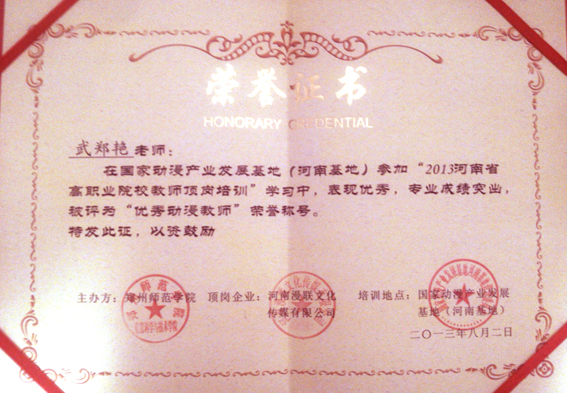 荣誉证书
HONORARY CREDENTIAL
武郑艳老师：
在国家动漫产业发展基地（河南基地）参加“2013河南省
高职业院校教师顶岗培训”学习中，表现优秀，专业成绩突出，
被评为“优秀动漫教师”荣誉称号。
特发此证，以资鼓励
主办方：郑州师范学院 顶岗企业：河南漫联文化 培训地点：国家动漫产业发展
传媒有限公司 基地（河南基地）
二〇一三年八月二日